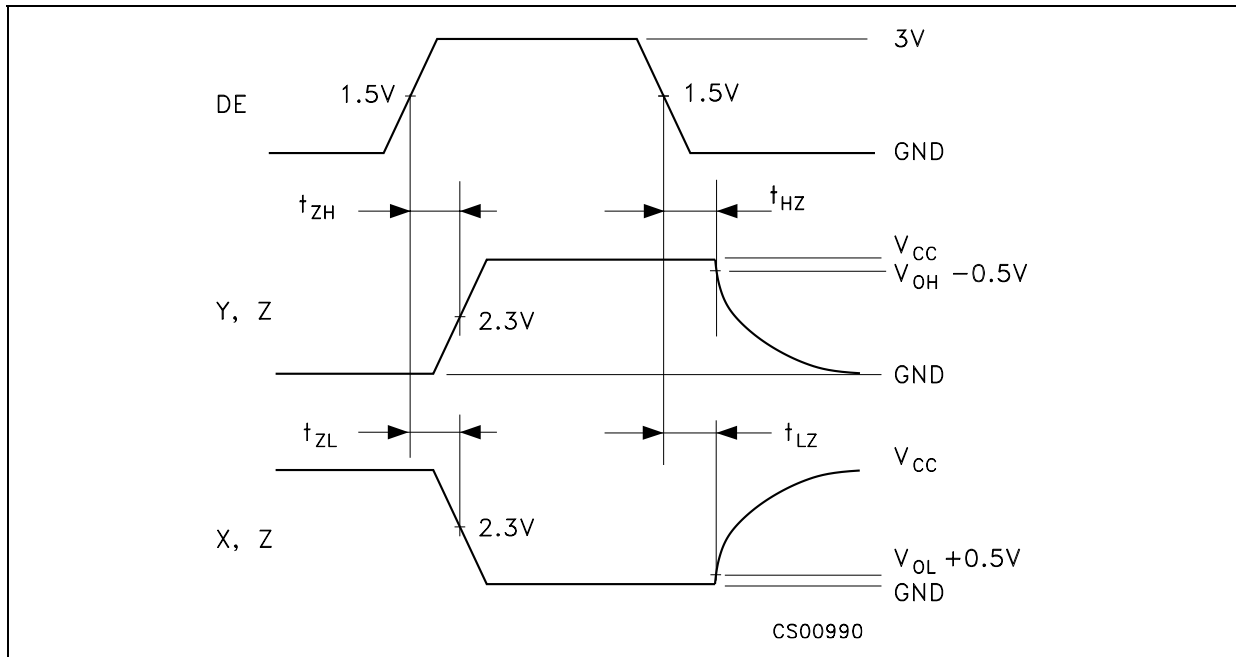 3V
1.5V
1.5V
DE
GND
tZH
tHZ
VCC
VOH -0.5V
Y, Z
2.3V
GND
tZL
tLZ
VCC
2.3V
X, Z
VOL +0.5V
GND
CS00990